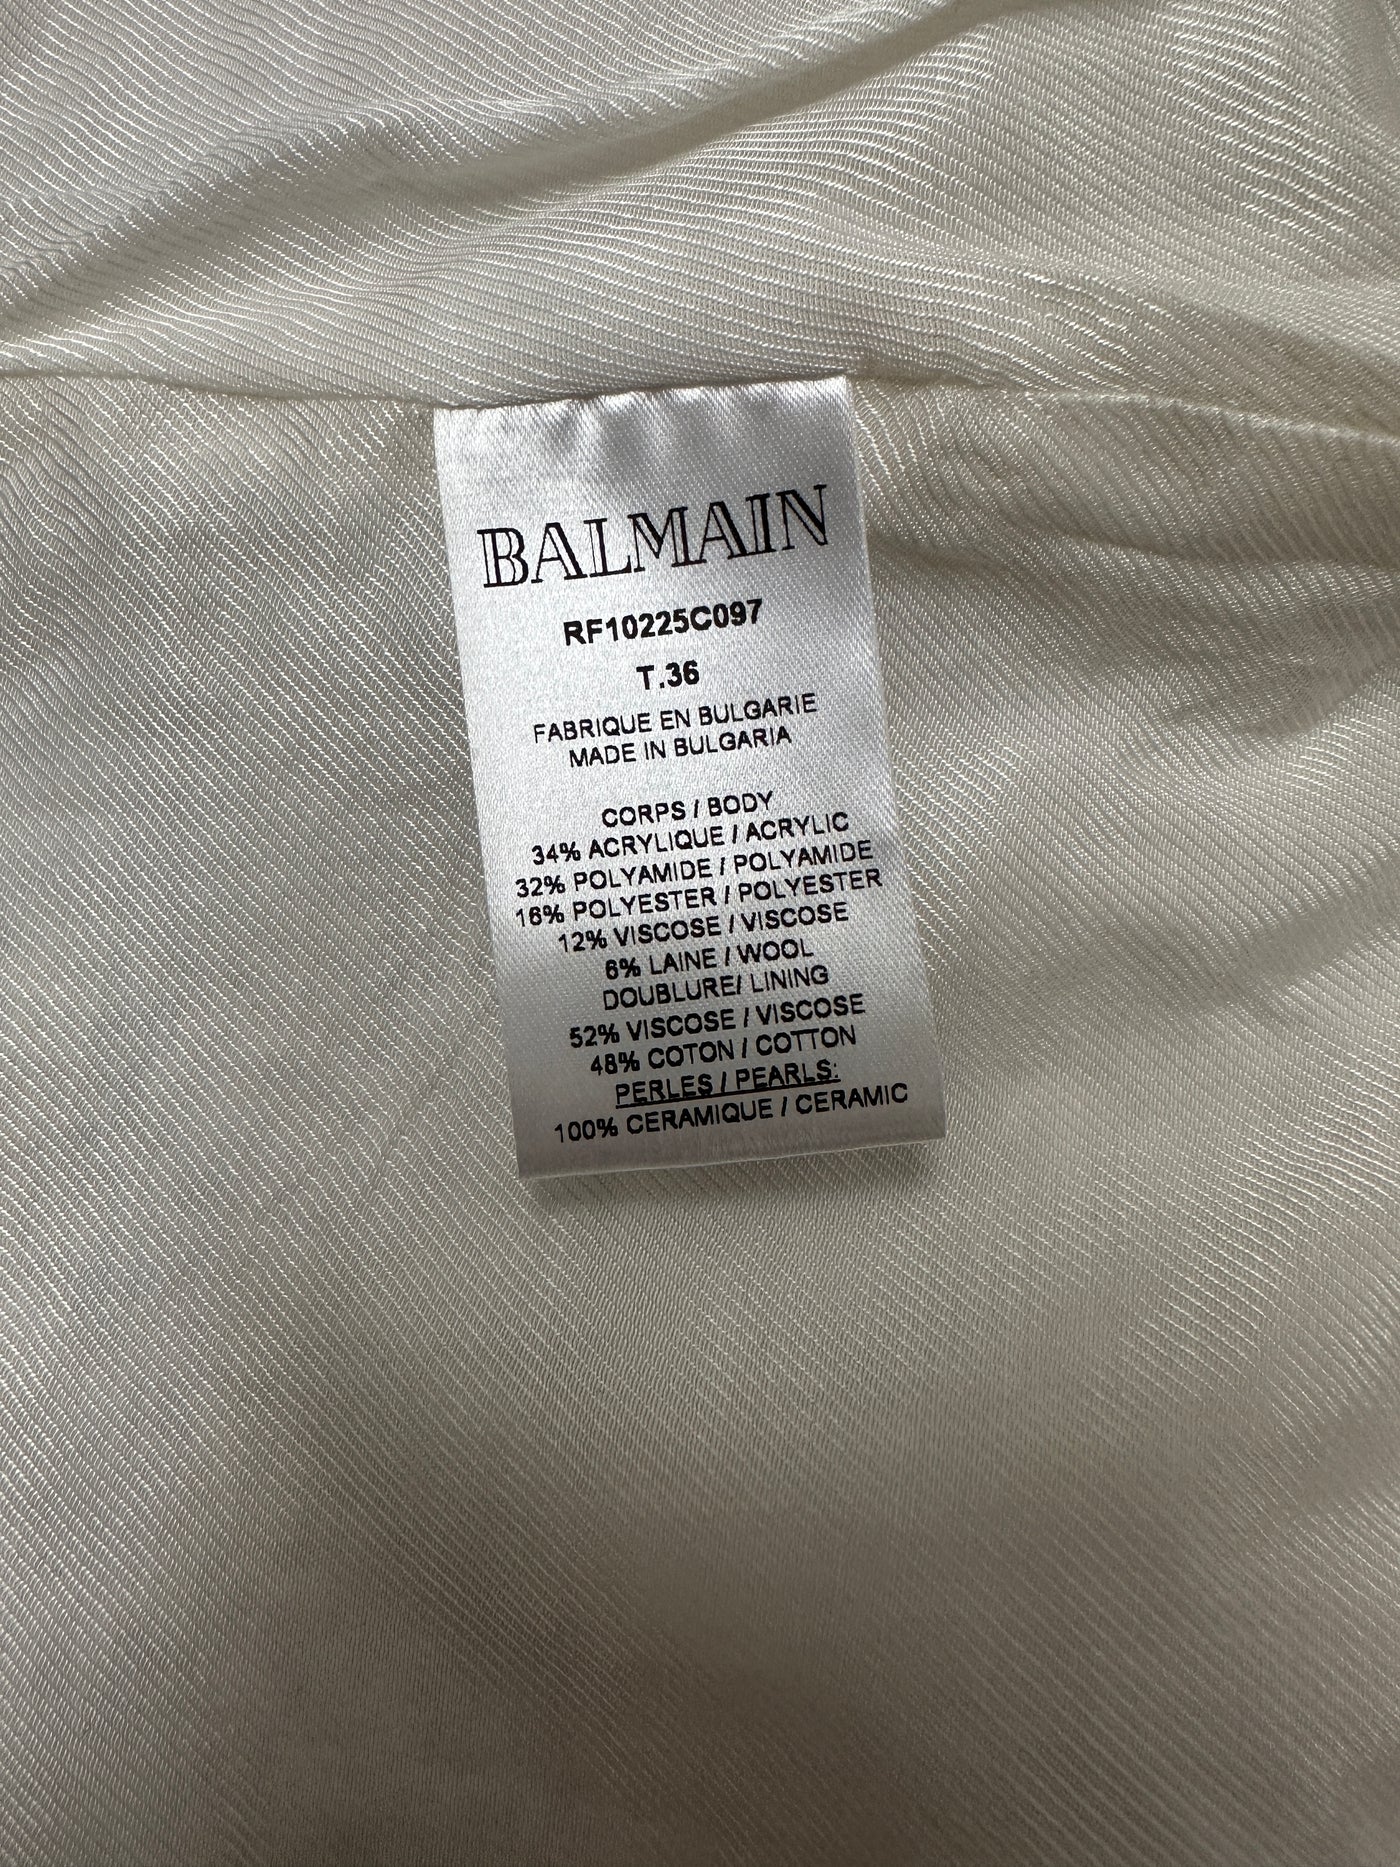 BALMAIN
RF10225C097
T.36
FABRIQUE EN BULGARIE
MADE IN BULGARIA
CORPS / BODY
34% ACRYLIQUE / ACRYLIC
32% POLYAMIDE / POLYAMIDE
16% POLYESTER / POLYESTER
12% VISCOSE / VISCOSE
6% LAINE / WOOL
DOUBLURE/ LINING
52% VISCOSE / VISCOSE
48% COTON / COTTON
PERLES / PEARLS:
100% CERAMIQUE / CERAMIC